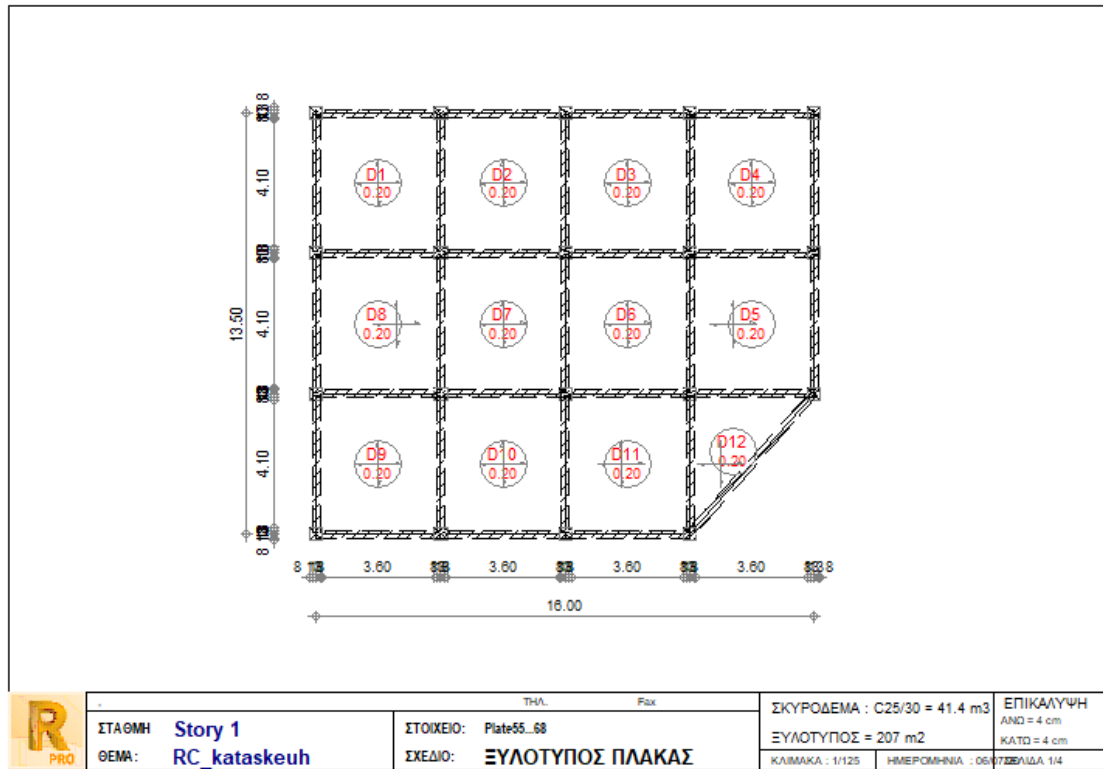 D1 D2 D3 D4
0.20 0.20 0.20 0.20
4.10
D8 D7 D6 D5
0.20 0.20 0.20 0.20
4.10
13.50
D9 D10 D11 D12
0.20 0.20 0.20 0.20
4.10
3.60 3.60 3.60 3.60
16.00
R
PRO
ΤΗΛ. Fax
ΣΤΑΘΜΗ Story 1
ΘΕΜΑ: RC_kataskeuh
ΣΤΟΙΧΕΙΟ: Plate55...68
ΣΧΕΔΙΟ: ΞΥΛΟΤΥΠΟΣ ΠΛΑΚΑΣ
ΣΚΥΡΟΔΕΜΑ : C25/30 = 41.4 m3
ΞΥΛΟΤΥΠΟΣ = 207 m2
ΚΛΙΜΑΚΑ : 1/125 ΗΜΕΡΟΜΗΝΙΑ :
ΕΠΙΚΑΛΥΨΗ
ΑΝΩ = 4 cm
ΚΑΤΩ = 4 cm
1/4